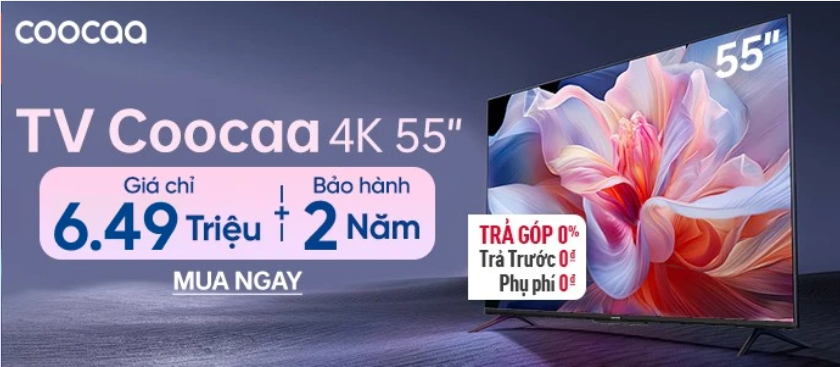 coocaa
55"
TV Coocaa 4K 55"
Giá chỉ
6.49 Triệu
+
Bảo hành
2 Năm
MUA NGAY
TRẢ GÓP 0%
Trả Trước 0đ
Phụ phí 0đ